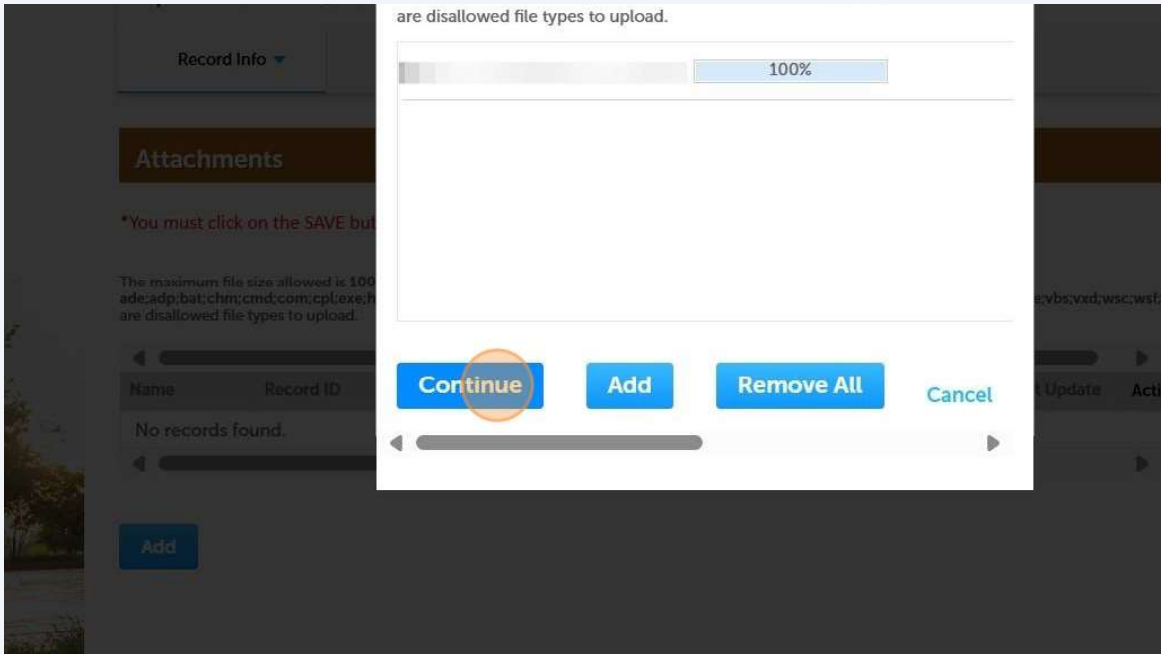 are disallowed file types to upload.
Record Info
100%
Attachments
*You must click on the SAVE but
The maximum file size allowed is 100
ade;adp;bat;chm;cmd;com;cpl;exe;h
e;vbs;vxd;wsc;wsf;
are disallowed file types to upload.
Continue
Add
Remove All
Cancel
Name
Record ID
t Update
Acti
No records found.
Add